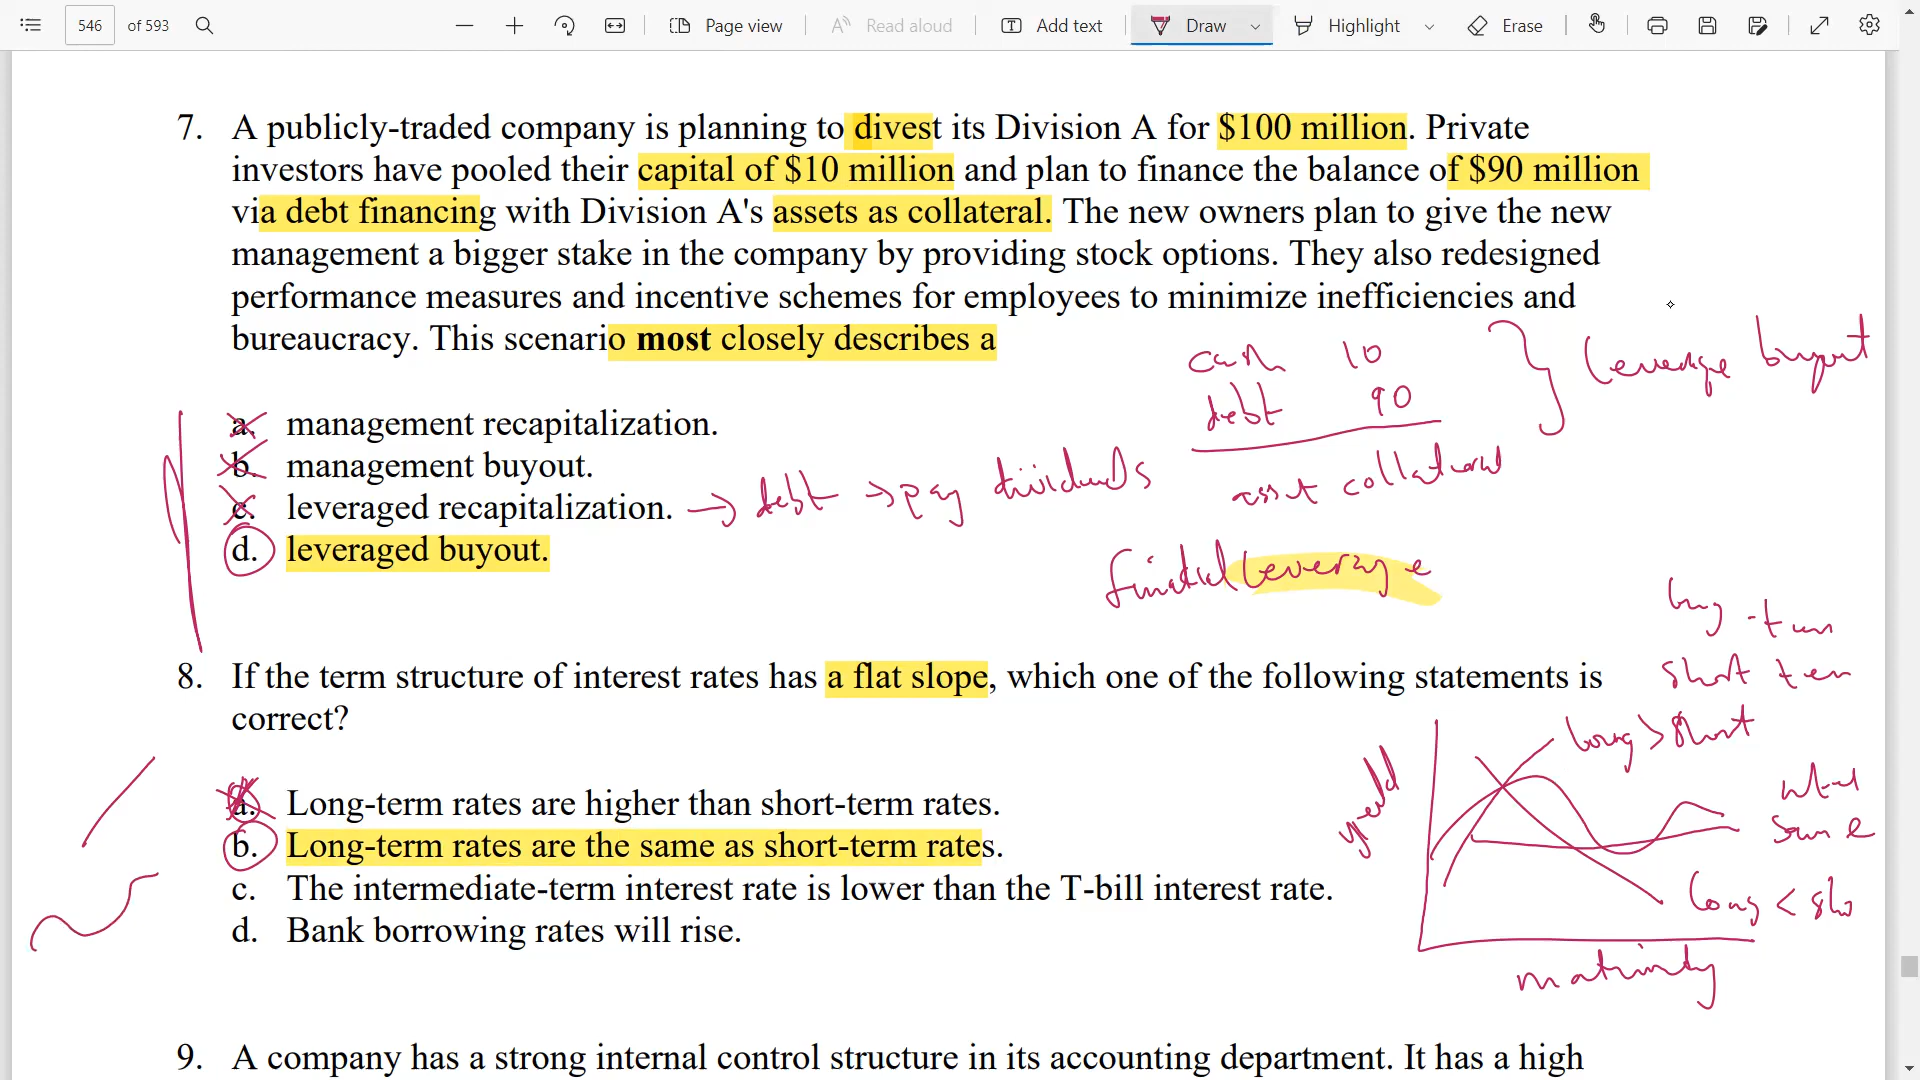 546 of 593 Page view Read aloud Add text Draw Highlight Erase
7. A publicly-traded company is planning to divest its Division A for $100 million. Private
investors have pooled their capital of $10 million and plan to finance the balance of $90 million
via debt financing with Division A's assets as collateral. The new owners plan to give the new
management a bigger stake in the company by providing stock options. They also redesigned
performance measures and incentive schemes for employees to minimize inefficiencies and
bureaucracy. This scenario most closely describes a
cash 10
debt 90
leverage buyout
a. management recapitalization.
b. management buyout.
c. leveraged recapitalization. → debt → pay dividends
asset collateral
d. leveraged buyout.
leverage
long-term
short term
8. If the term structure of interest rates has a flat slope, which one of the following statements is
correct?
long > short
yield
a. Long-term rates are higher than short-term rates.
same
b. Long-term rates are the same as short-term rates.
c. The intermediate-term interest rate is lower than the T-bill interest rate.
long < sho
d. Bank borrowing rates will rise.
maturity
9. A company has a strong internal control structure in its accounting department. It has a high